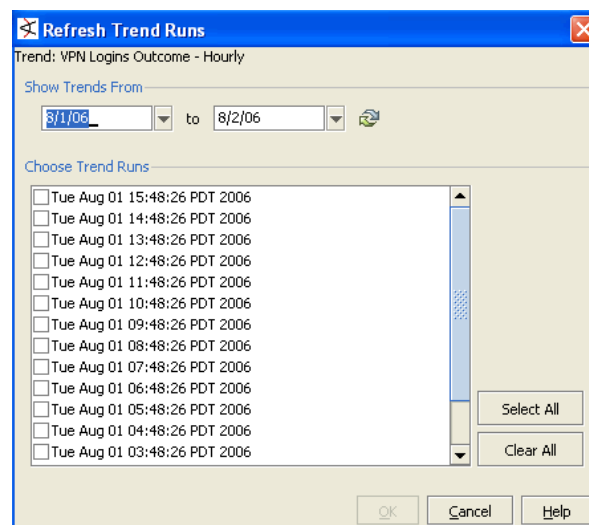 Refresh Trend Runs
Trend: VPN Logins Outcome - Hourly
Show Trends From
8/1/06 to 8/2/06
Choose Trend Runs
Tue Aug 01 15:48:26 PDT 2006
Tue Aug 01 14:48:26 PDT 2006
Tue Aug 01 13:48:26 PDT 2006
Tue Aug 01 12:48:26 PDT 2006
Tue Aug 01 11:48:26 PDT 2006
Tue Aug 01 10:48:26 PDT 2006
Tue Aug 01 09:48:26 PDT 2006
Tue Aug 01 08:48:26 PDT 2006
Tue Aug 01 07:48:26 PDT 2006
Tue Aug 01 06:48:26 PDT 2006
Tue Aug 01 05:48:26 PDT 2006
Tue Aug 01 04:48:26 PDT 2006
Tue Aug 01 03:48:26 PDT 2006
Select All
Clear All
OK Cancel Help